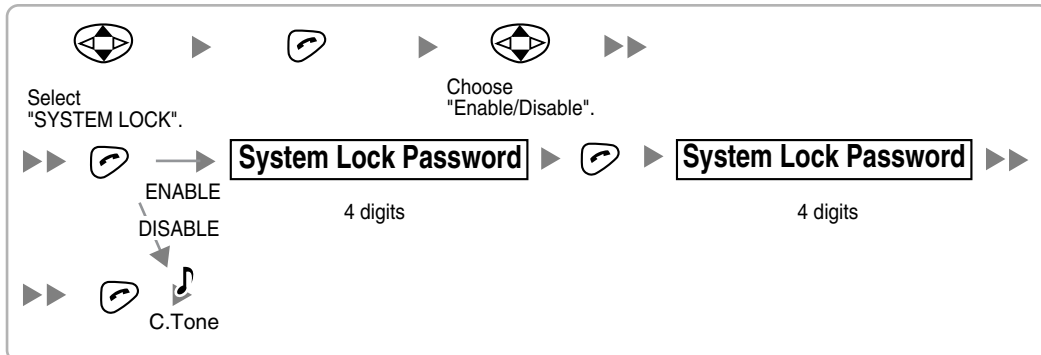 Select
"SYSTEM LOCK".
Choose
"Enable/Disable".
System Lock Password
System Lock Password
ENABLE
4 digits
4 digits
DISABLE
C.Tone